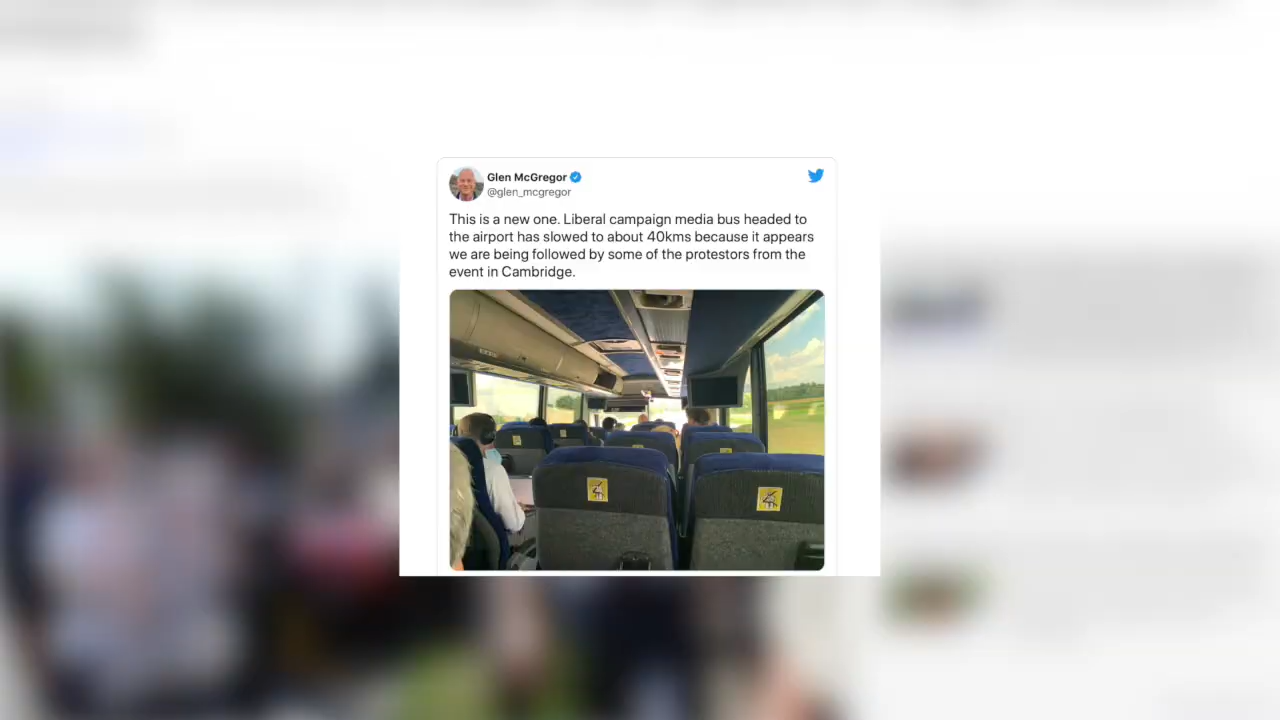 Glen McGregor
@glen_mcgregor
This is a new one. Liberal campaign media bus headed to
the airport has slowed to about 40kms because it appears
we are being followed by some of the protestors from the
event in Cambridge.